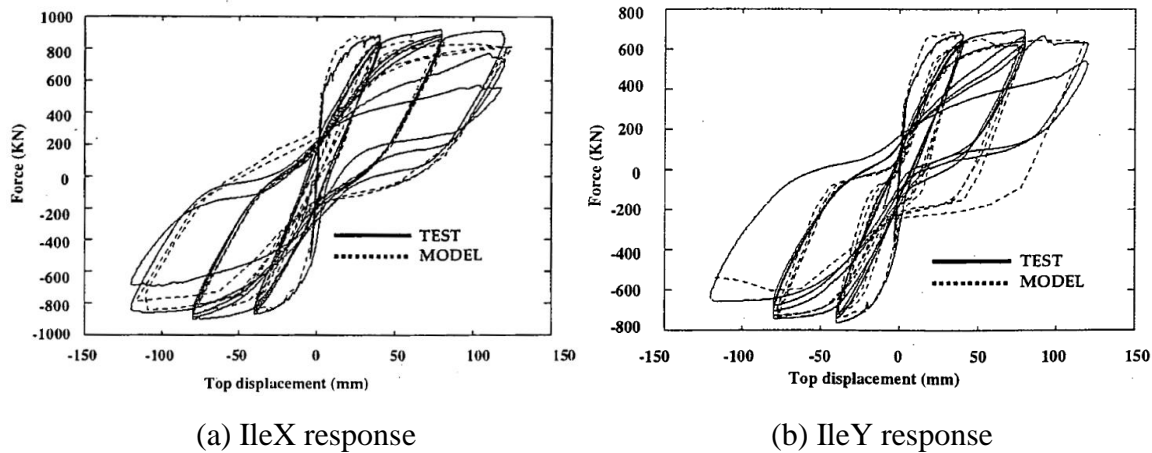 1000
800
600
400
200
0
-200
-400
-600
-800
-1000
Force (KN)
TEST
MODEL
-150 -100 -50 0 50 100 150
Top displacement (mm)
(a) IleX response
800
600
400
200
0
-200
-400
-600
-800
Force (KN)
TEST
MODEL
-150 -100 -50 0 50 100 150
Top displacement (mm)
(b) IleY response